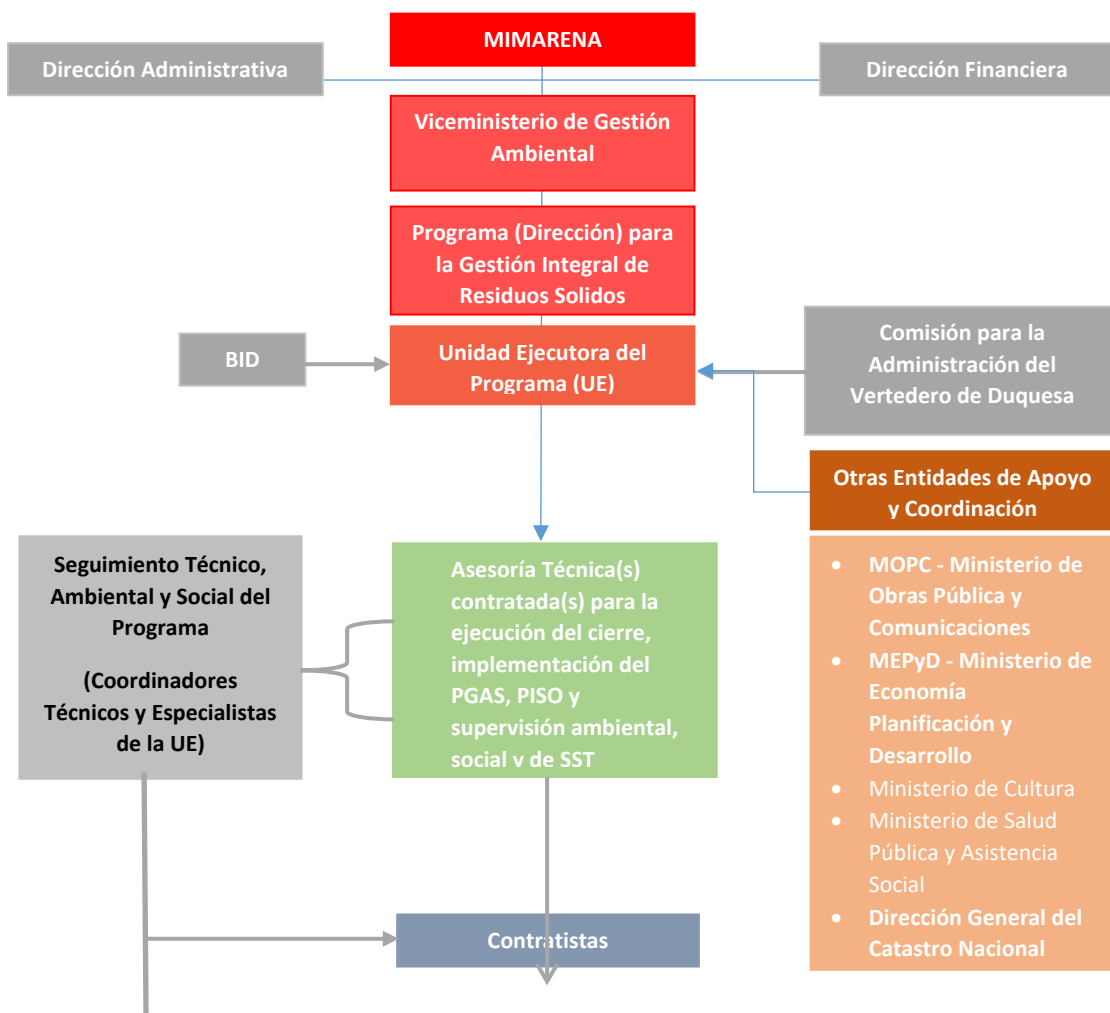 MIMARENA
Dirección Administrativa
Dirección Financiera
Viceministerio de Gestión
Ambiental
Programa (Dirección) para
la Gestión Integral de
Residuos Solidos
BID
Unidad Ejecutora del
Programa (UE)
Comisión para la
Administración del
Vertedero de Duquesa
Otras Entidades de Apoyo
y Coordinación
Seguimiento Técnico,
Ambiental y Social del
Programa
(Coordinadores
Técnicos y Especialistas
de la UE)
Asesoría Técnica(s)
contratada(s) para la
ejecución del cierre,
implementación del
PGAS, PISO y
supervisión ambiental,
social y de SST
• MOPC - Ministerio de
Obras Pública y
Comunicaciones
• MEPyD - Ministerio de
Economía
Planificación y
Desarrollo
• Ministerio de Cultura
• Ministerio de Salud
Pública y Asistencia
Social
• Dirección General del
Catastro Nacional
Contratistas